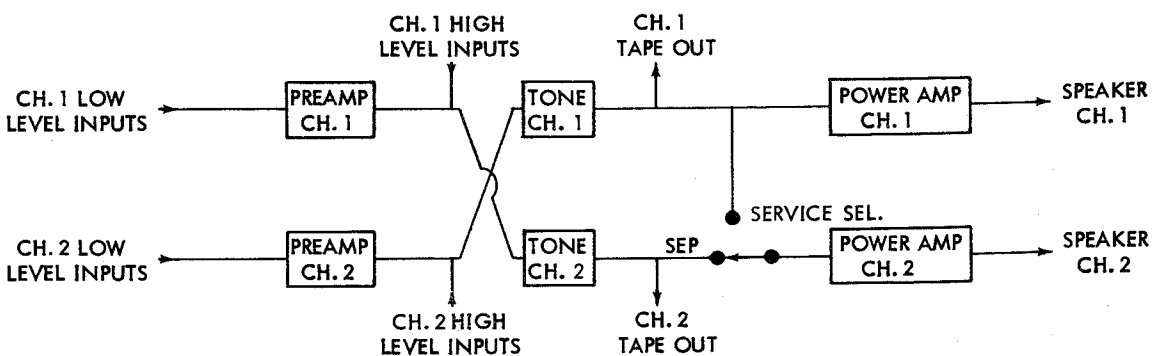 CH. 1 HIGH
LEVEL INPUTS
CH. 1
TAPE OUT
CH. 1 LOW
LEVEL INPUTS
PREAMP
CH. 1
TONE
CH. 1
POWER AMP
CH. 1
SPEAKER
CH. 1
SERVICE SEL.
CH. 2 LOW
LEVEL INPUTS
PREAMP
CH. 2
TONE
CH. 2
SEP
POWER AMP
CH. 2
SPEAKER
CH. 2
CH. 2 HIGH
LEVEL INPUTS
CH. 2
TAPE OUT